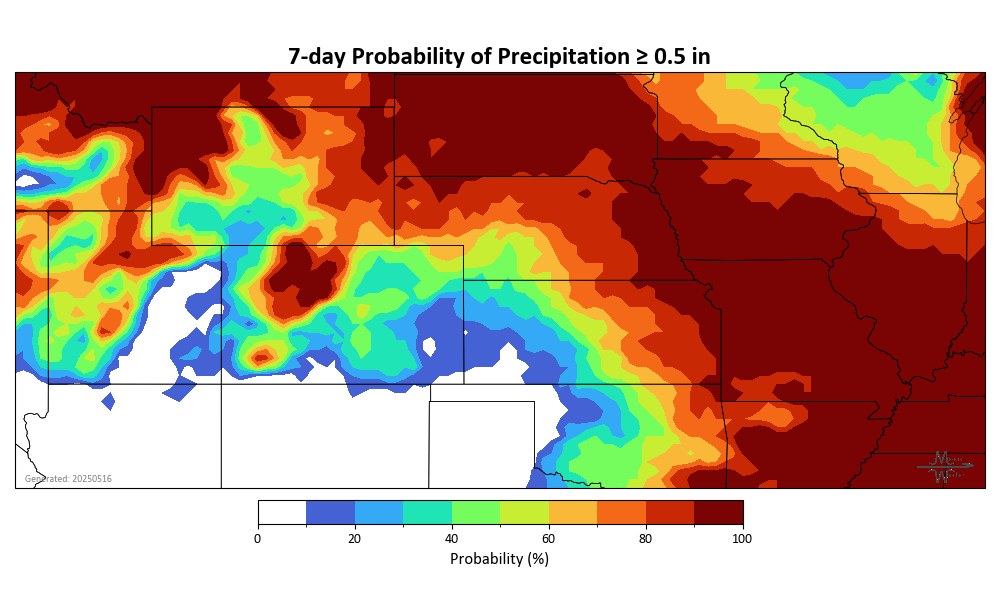 7-day Probability of Precipitation ≥ 0.5 in
Generated: 20250516
0 20 40 60 80 100
Probability (%)